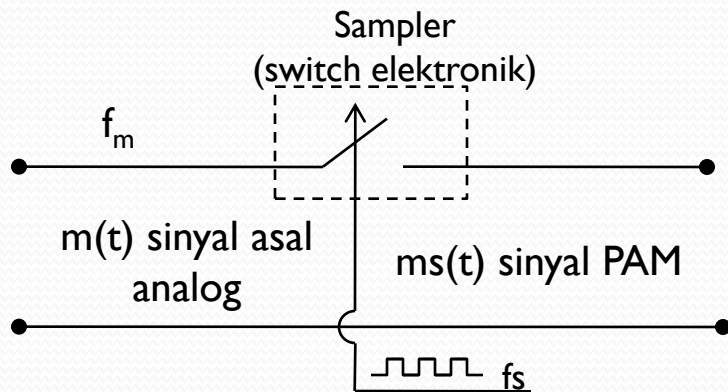 Sampler
(switch elektronik)
fm
m(t) sinyal asal
analog
ms(t) sinyal PAM
fs